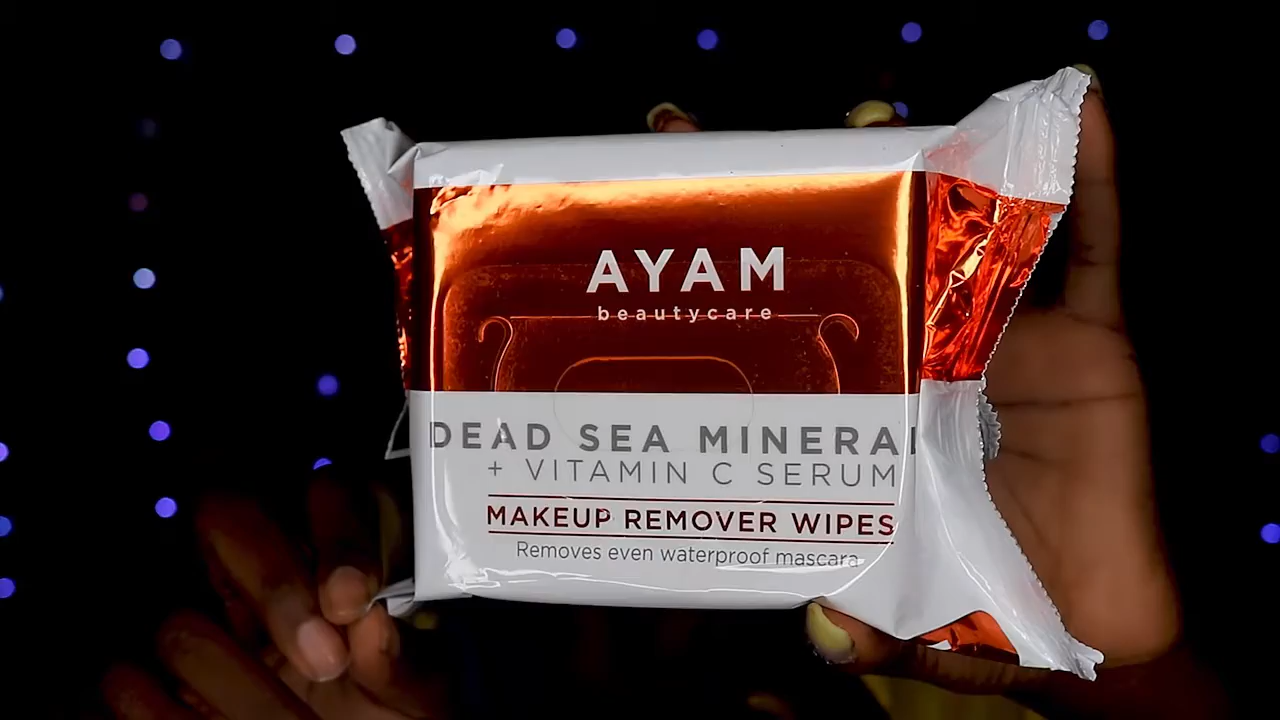 AYAM
beautycare
DEAD SEA MINERAL
+ VITAMIN C SERUM
MAKEUP REMOVER WIPES
Removes even waterproof mascara